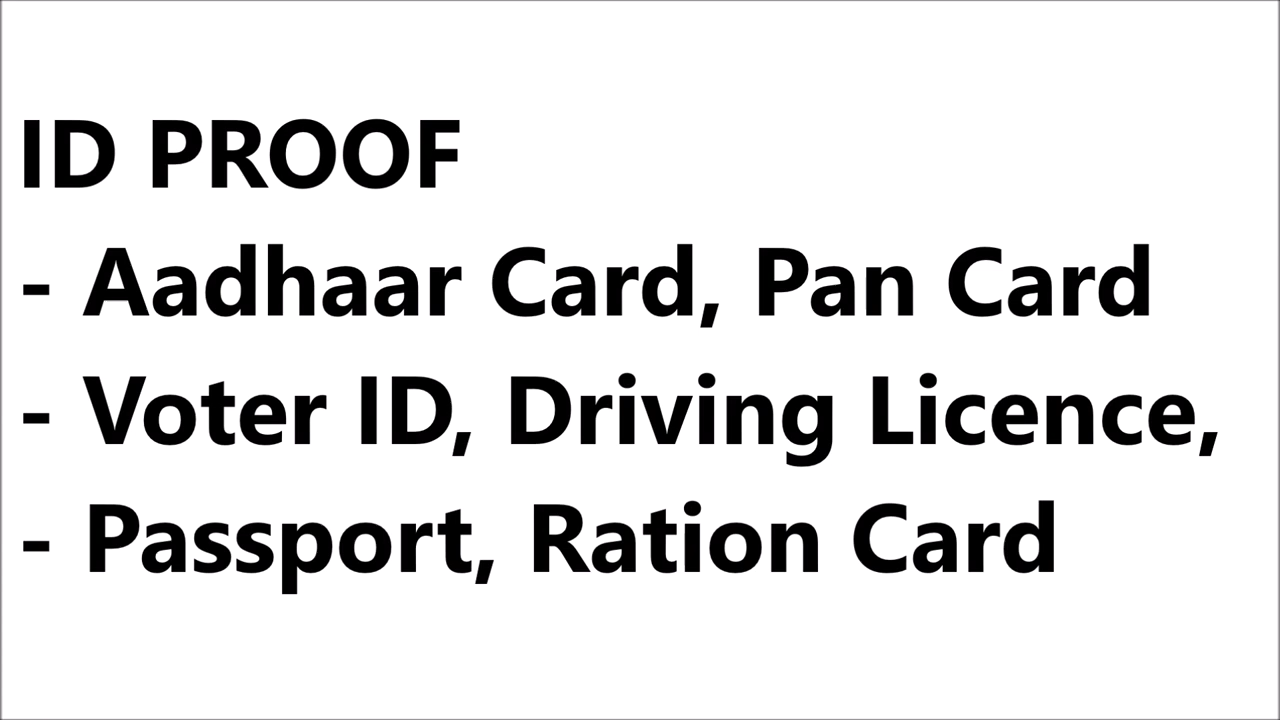 ID PROOF
- Aadhaar Card, Pan Card
- Voter ID, Driving Licence,
- Passport, Ration Card